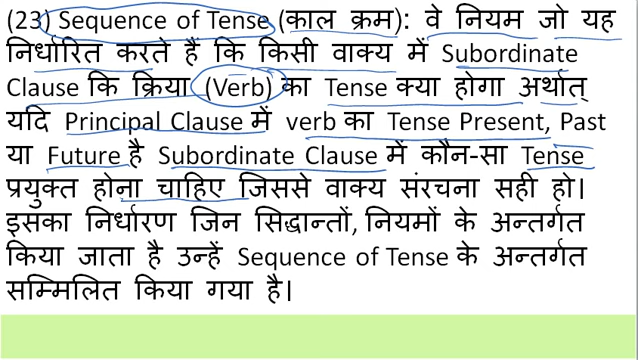 (23) Sequence of Tense (काल क्रम): वे नियम जो यह
निर्धारित करते हैं कि किसी वाक्य में Subordinate
Clause कि क्रिया (Verb) का Tense क्या होगा अर्थात्
यदि Principal Clause में verb का Tense Present, Past
या Future है Subordinate Clause में कौन-सा Tense
प्रयुक्त होना चाहिए जिससे वाक्य संरचना सही हो।
इसका निर्धारण जिन सिद्धान्तों, नियमों के अन्तर्गत
किया जाता है उन्हें Sequence of Tense के अन्तर्गत
सम्मिलित किया गया है।